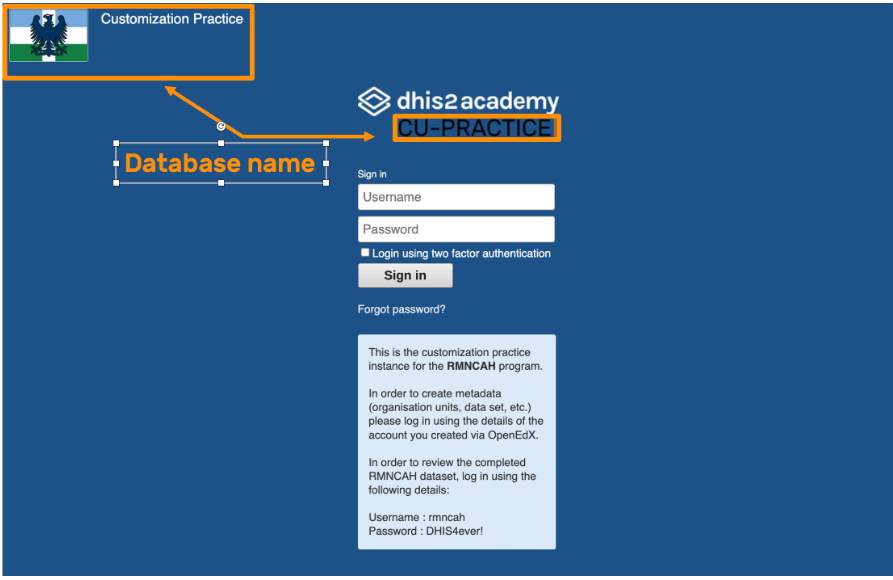 Customization Practice
dhis2 academy
CU-PRACTICE
Database name
Sign in
Username
Password
Login using two factor authentication
Sign in
Forgot password?
This is the customization practice
instance for the RMNCAH program.
In order to create metadata
(organisation units, data set, etc.)
please log in using the details of the
account you created via OpenEdX.
In order to review the completed
RMNCAH dataset, log in using the
following details:
Username : rmncah
Password : DHIS4ever!